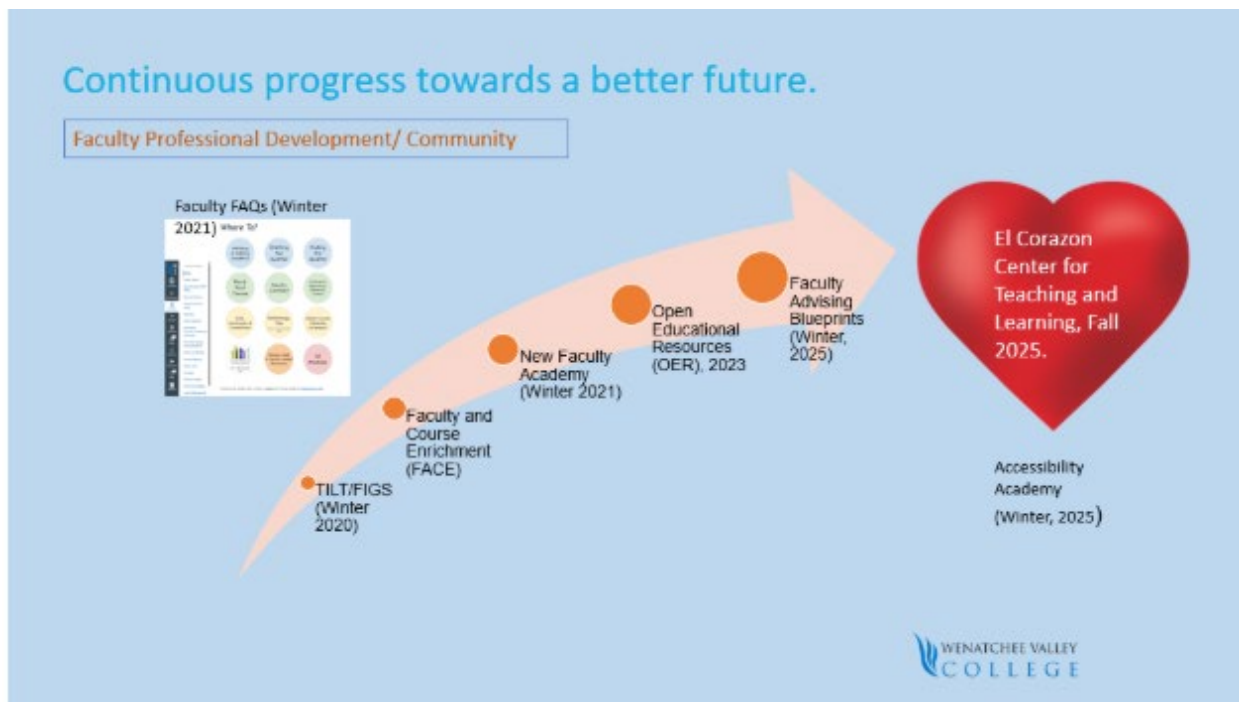 Continuous progress towards a better future.
Faculty Professional Development/ Community
Faculty FAQs (Winter
2021) Where To?
TILT/FIGS
(Winter
2020)
Faculty and
Course
Enrichment
(FACE)
New Faculty
Academy
(Winter 2021)
Open
Educational
Resources
(OER), 2023
Faculty
Advising
Blueprints
(Winter,
2025)
El Corazon
Center for
Teaching and
Learning, Fall
2025.
Accessibility
Academy
(Winter, 2025)
WENATCHEE VALLEY
COLLEGE